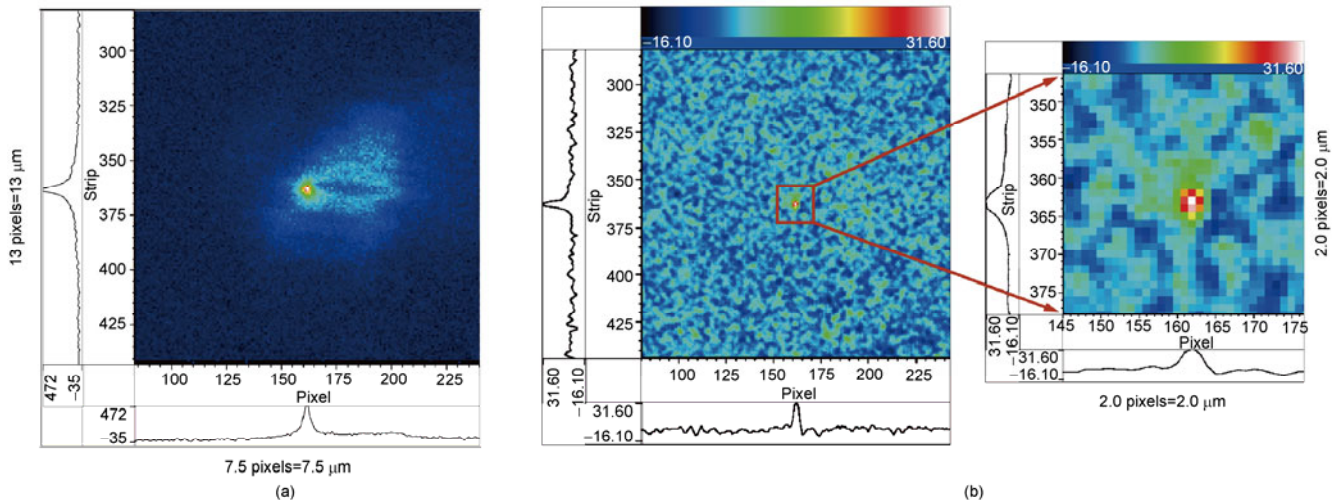 300
325
350
375
400
425
Strip
13 pixels=13 μm
472
−35
100 125 150 175 200 225
Pixel
472
−35
7.5 pixels=7.5 μm
(a)
(b)
−16.10 31.60
300
325
350
375
400
425
Strip
31.60
−16.10
100 125 150 175 200 225
Pixel
31.60
−16.10
−16.10 31.60
350
355
360
365
370
375
Strip
2.0 pixels=2.0 μm
31.60
−16.10
145 150 155 160 165 170 175
Pixel
31.60
−16.10
2.0 pixels=2.0 μm